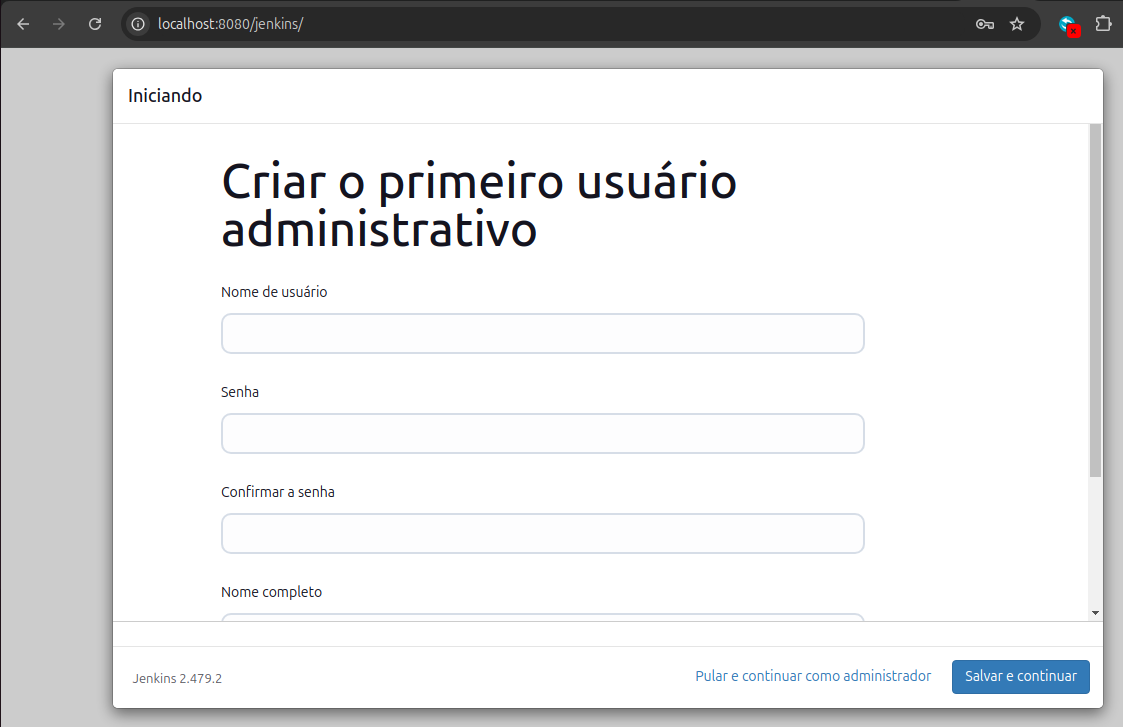 localhost:8080/jenkins/
Iniciando
Criar o primeiro usuário
administrativo
Nome de usuário
Senha
Confirmar a senha
Nome completo
Jenkins 2.479.2
Pular e continuar como administrador
Salvar e continuar